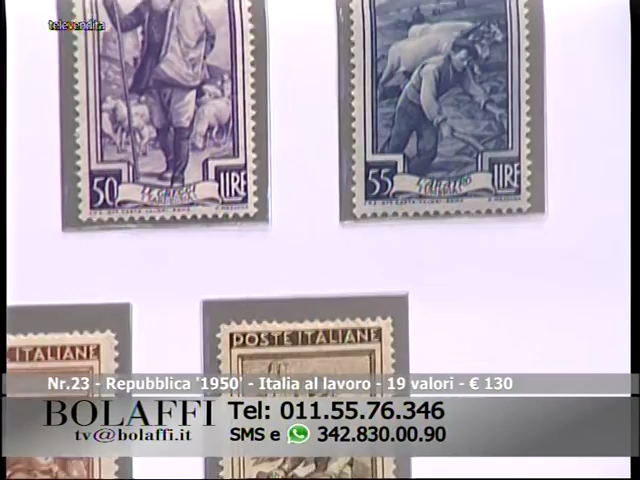 televendita
50 LIRE
55 LIRE
ITALIANE
POSTE ITALIANE
Nr.23 - Repubblica '1950' - Italia al lavoro - 19 valori - € 130
BOLAFFI
tv@bolaffi.it
Tel: 011.55.76.346
SMS e 342.830.00.90